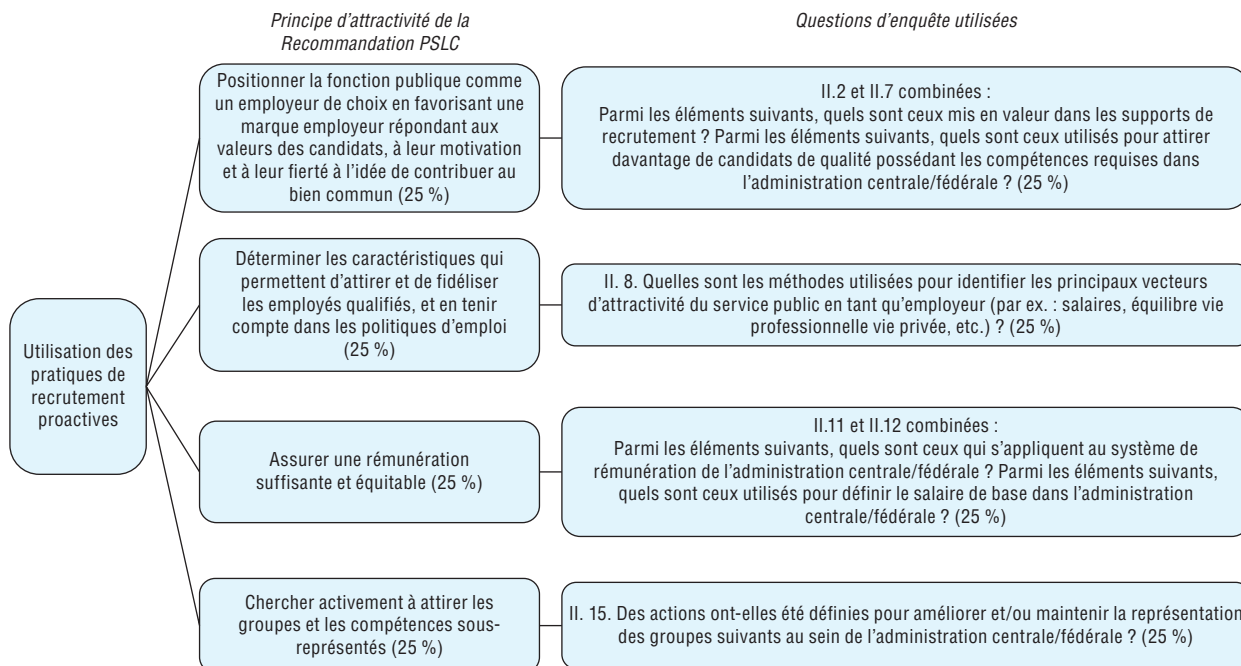 Principe d'attractivité de la
Recommandation PSLC
Questions d'enquête utilisées
Utilisation des
pratiques de
recrutement
proactives
Positionner la fonction publique comme
un employeur de choix en favorisant une
marque employeur répondant aux
valeurs des candidats, à leur motivation
et à leur fierté à l'idée de contribuer au
bien commun (25 %)
II.2 et II.7 combinées :
Parmi les éléments suivants, quels sont ceux mis en valeur dans les supports de
recrutement ? Parmi les éléments suivants, quels sont ceux utilisés pour attirer
davantage de candidats de qualité possédant les compétences requises dans
l'administration centrale/fédérale ? (25 %)
Déterminer les caractéristiques qui
permettent d'attirer et de fidéliser
les employés qualifiés, et en tenir
compte dans les politiques d'emploi
(25 %)
II. 8. Quelles sont les méthodes utilisées pour identifier les principaux vecteurs
d'attractivité du service public en tant qu'employeur (par ex. : salaires, équilibre vie
professionnelle vie privée, etc.) ? (25 %)
Assurer une rémunération
suffisante et équitable (25 %)
II.11 et II.12 combinées :
Parmi les éléments suivants, quels sont ceux qui s'appliquent au système de
rémunération de l'administration centrale/fédérale ? Parmi les éléments suivants,
quels sont ceux utilisés pour définir le salaire de base dans l'administration
centrale/fédérale ? (25 %)
Chercher activement à attirer les
groupes et les compétences sous-
représentés (25 %)
II. 15. Des actions ont-elles été définies pour améliorer et/ou maintenir la représentation
des groupes suivants au sein de l'administration centrale/fédérale ? (25 %)